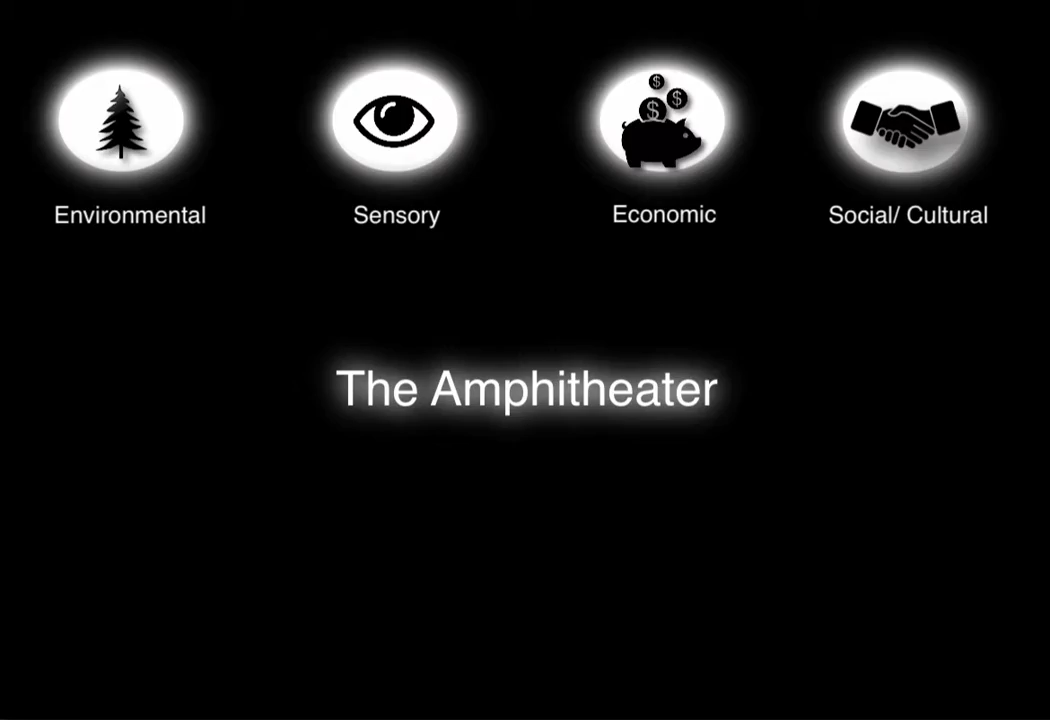 Environmental
Sensory
Economic
Social/ Cultural
The Amphitheater